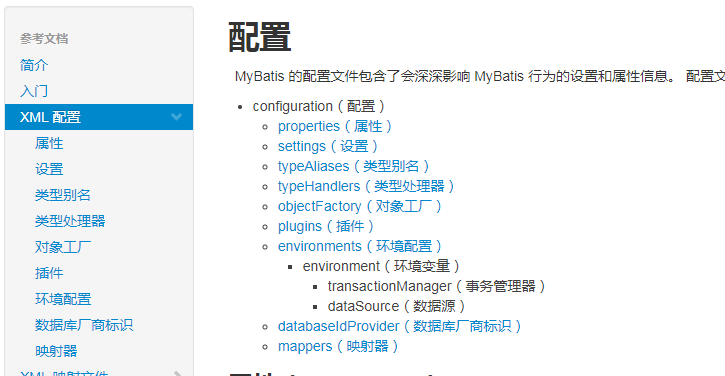 参考文档
简介
入门
XML 配置
属性
设置
类型别名
类型处理器
对象工厂
插件
环境配置
数据库厂商标识
映射器
XML 映射文件
配置
MyBatis 的配置文件包含了会深深影响 MyBatis 行为的设置和属性信息。 配置文
configuration（配置）
properties（属性）
settings（设置）
typeAliases（类型别名）
typeHandlers（类型处理器）
objectFactory（对象工厂）
plugins（插件）
environments（环境配置）
environment（环境变量）
transactionManager（事务管理器）
dataSource（数据源）
databaseIdProvider（数据库厂商标识）
mappers（映射器）